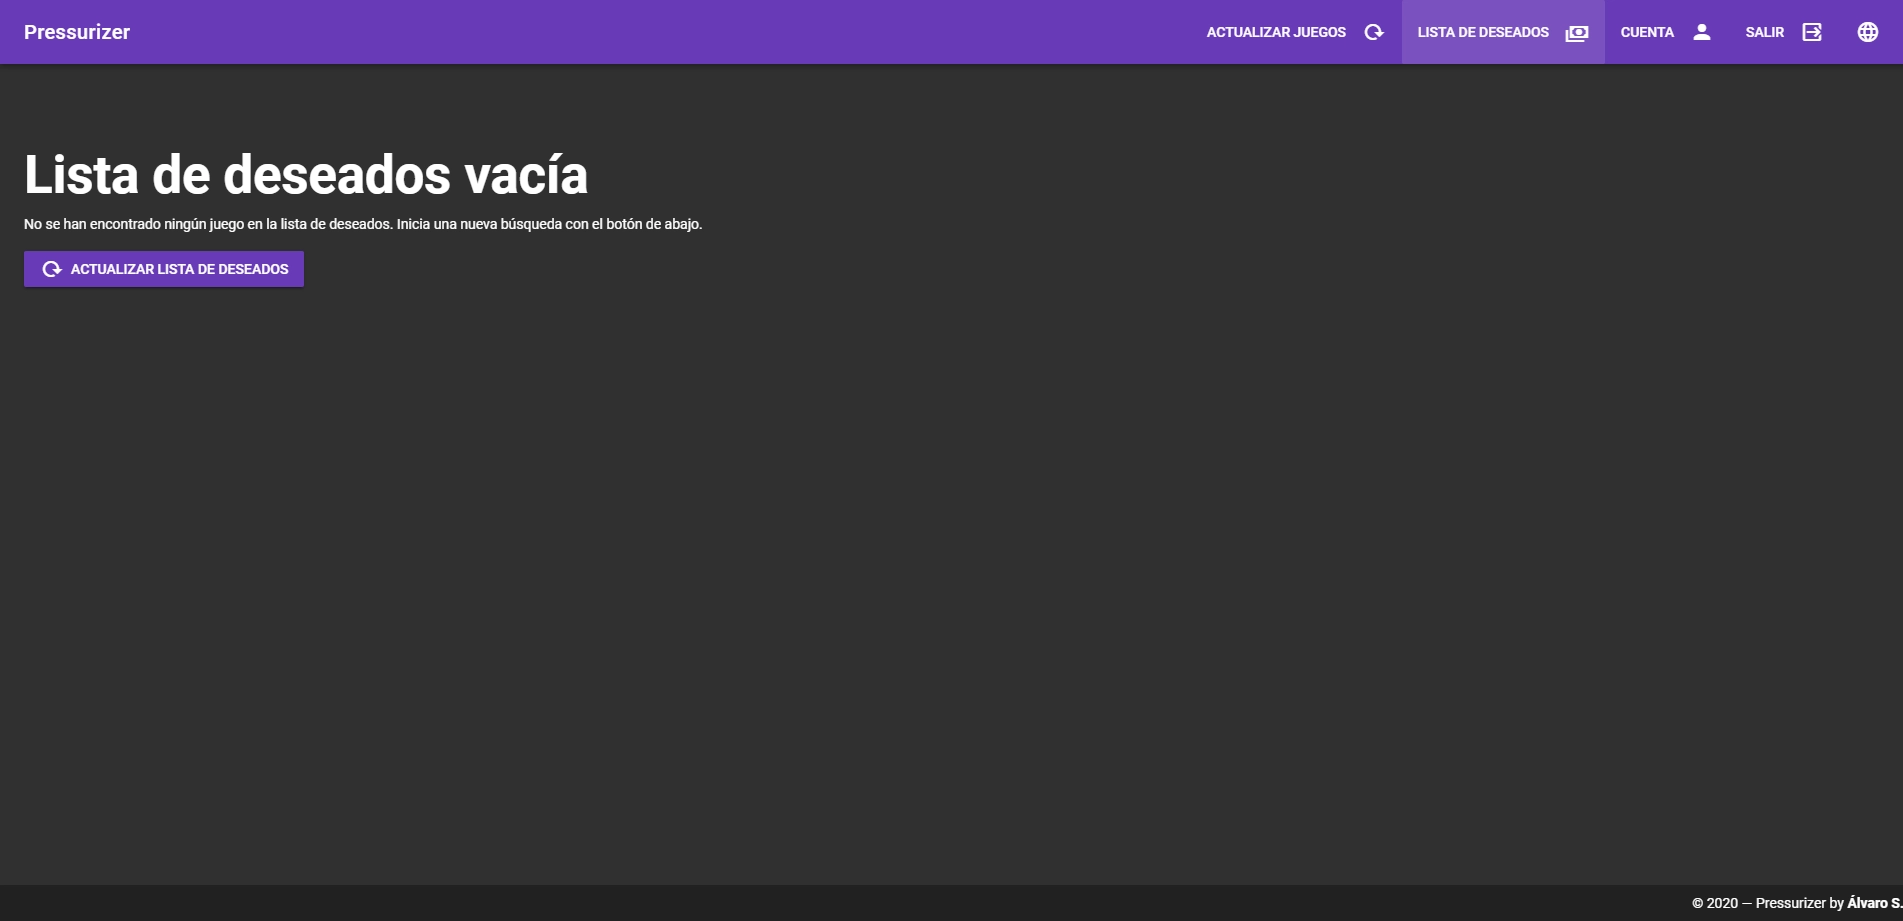 Pressurizer
ACTUALIZAR JUEGOS
LISTA DE DESEADOS
CUENTA
SALIR
Lista de deseados vacía
No se han encontrado ningún juego en la lista de deseados. Inicia una nueva búsqueda con el botón de abajo.
ACTUALIZAR LISTA DE DESEADOS
© 2020 — Pressurizer by Álvaro S.